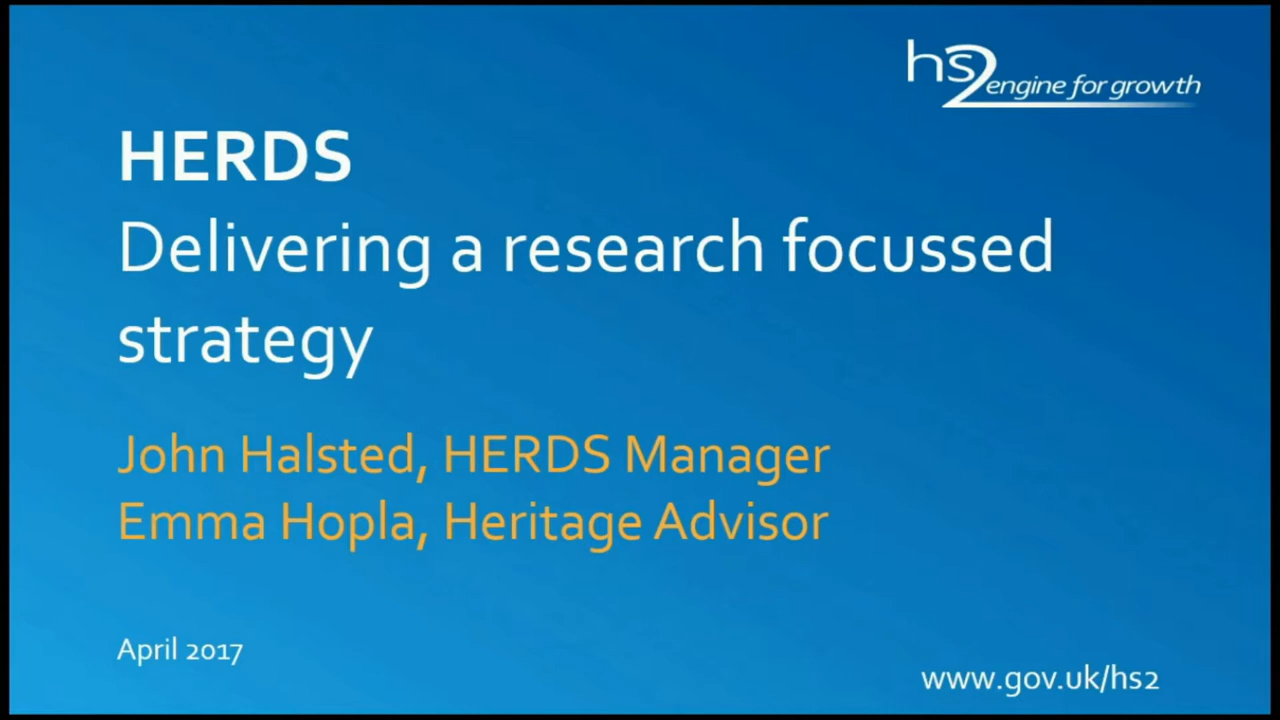 hs2 engine for growth
HERDS
Delivering a research focussed
strategy
John Halsted, HERDS Manager
Emma Hopla, Heritage Advisor
April 2017
www.gov.uk/hs2